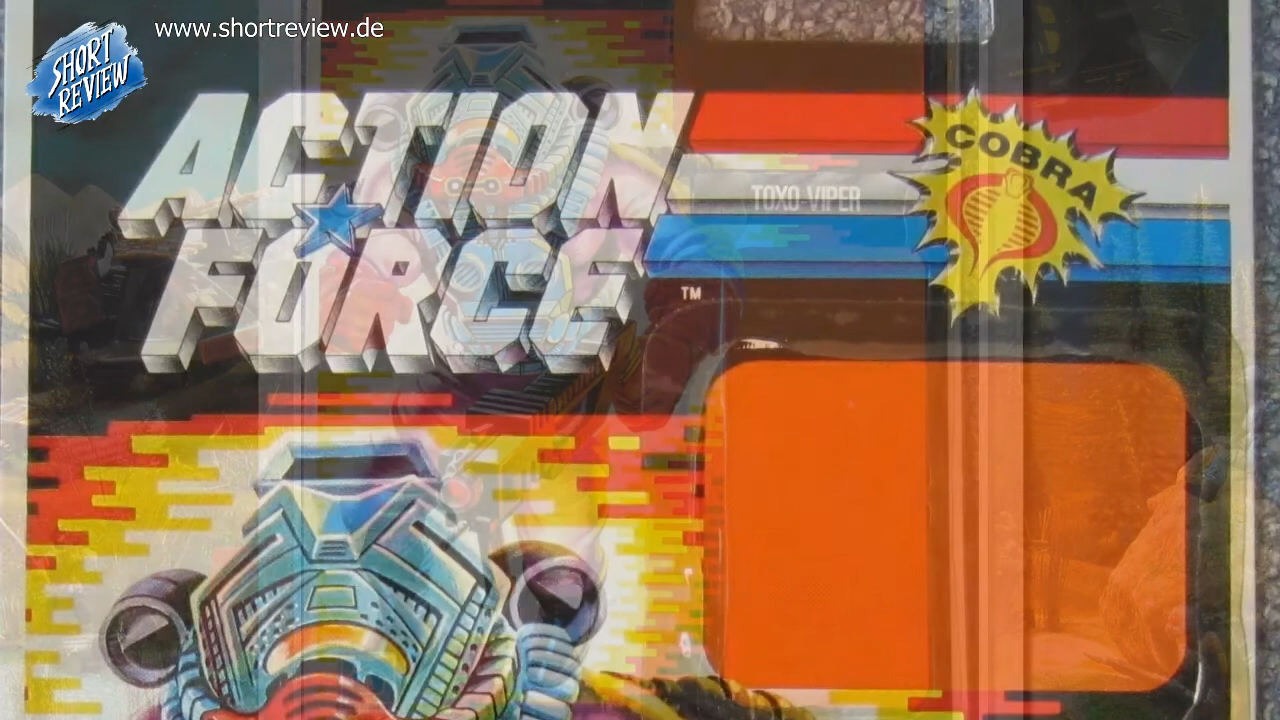 www.shortreview.de
SHORT
REVIEW
ACTION
FORCE
TM
TOXO-VIPER
COBRA